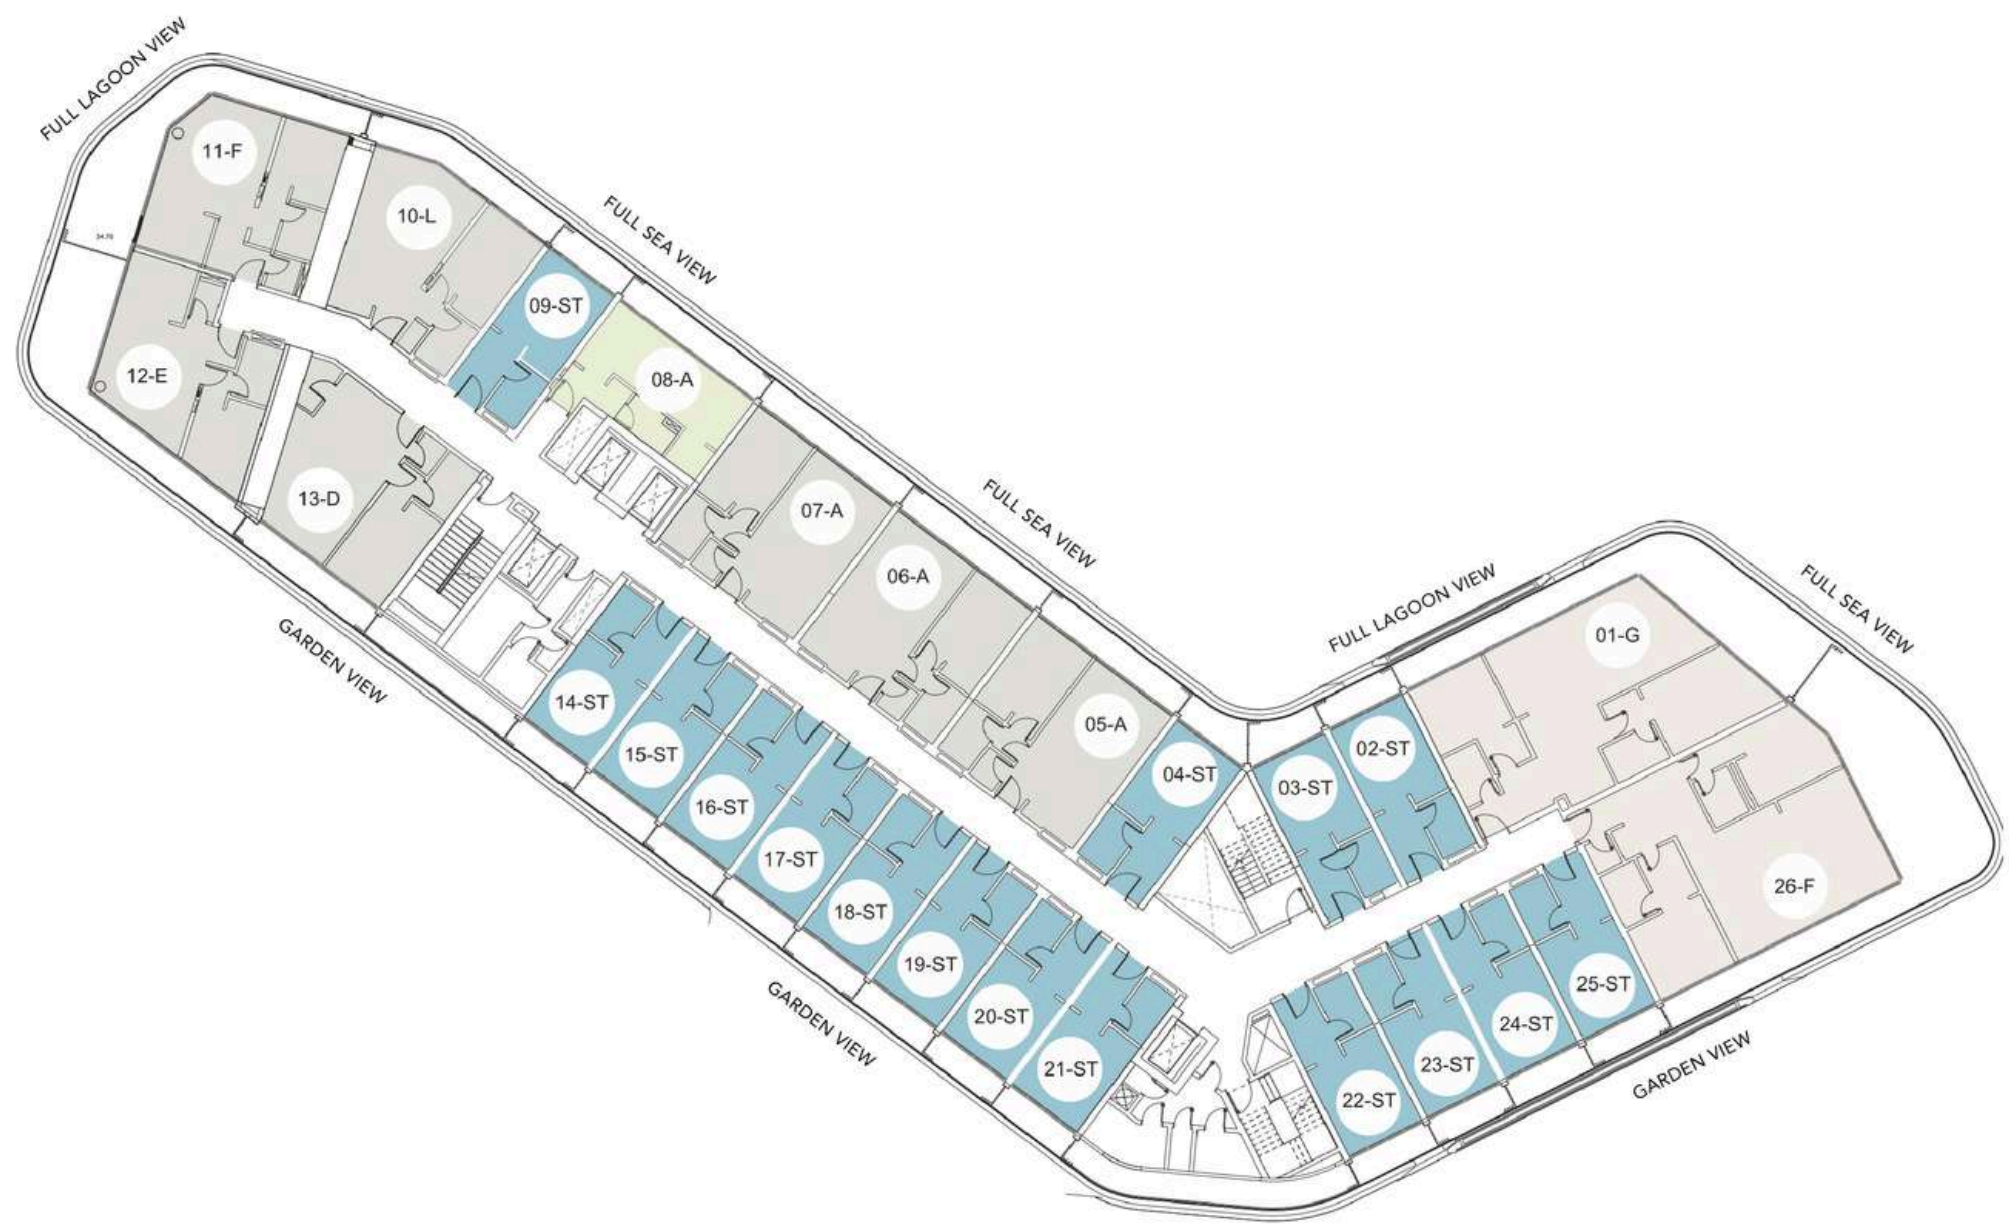 FULL LAGOON VIEW
11-F
10-L
FULL SEA VIEW
34.70
09-ST
12-E
08-A
13-D
07-A
FULL SEA VIEW
06-A
GARDEN VIEW
FULL LAGOON VIEW
FULL SEA VIEW
01-G
14-ST
05-A
15-ST
04-ST
02-ST
03-ST
16-ST
17-ST
26-F
18-ST
19-ST
25-ST
20-ST
24-ST
GARDEN VIEW
21-ST
23-ST
22-ST
GARDEN VIEW